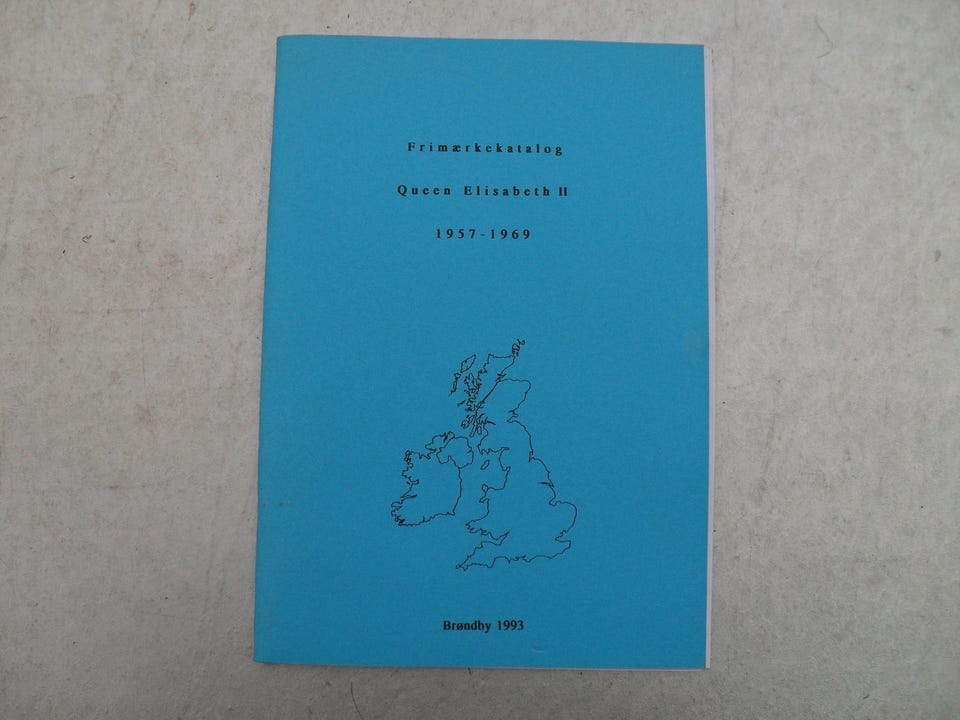 Frimærkekatalog
Queen Elisabeth II
1957-1969
Brøndby 1993